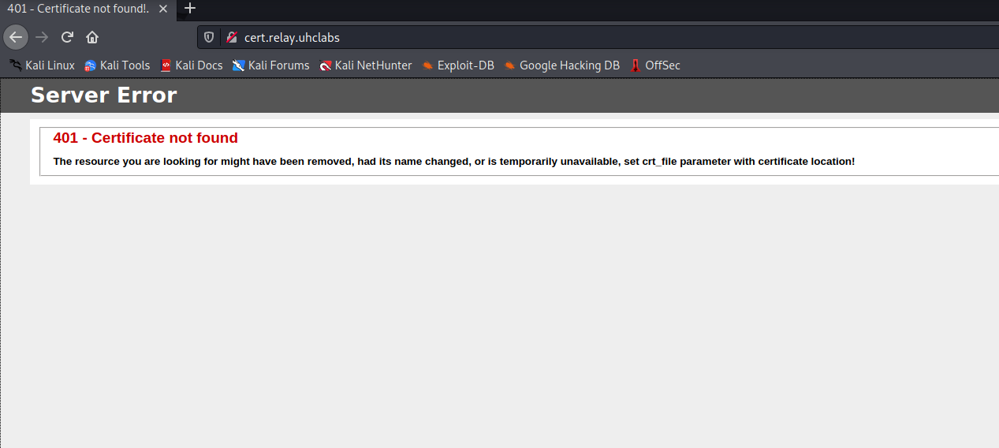 401 - Certificate not found!.
cert.relay.uhclabs
Kali Linux Kali Tools Kali Docs Kali Forums Kali NetHunter Exploit-DB Google Hacking DB OffSec
Server Error
401 - Certificate not found
The resource you are looking for might have been removed, had its name changed, or is temporarily unavailable, set crt_file parameter with certificate location!